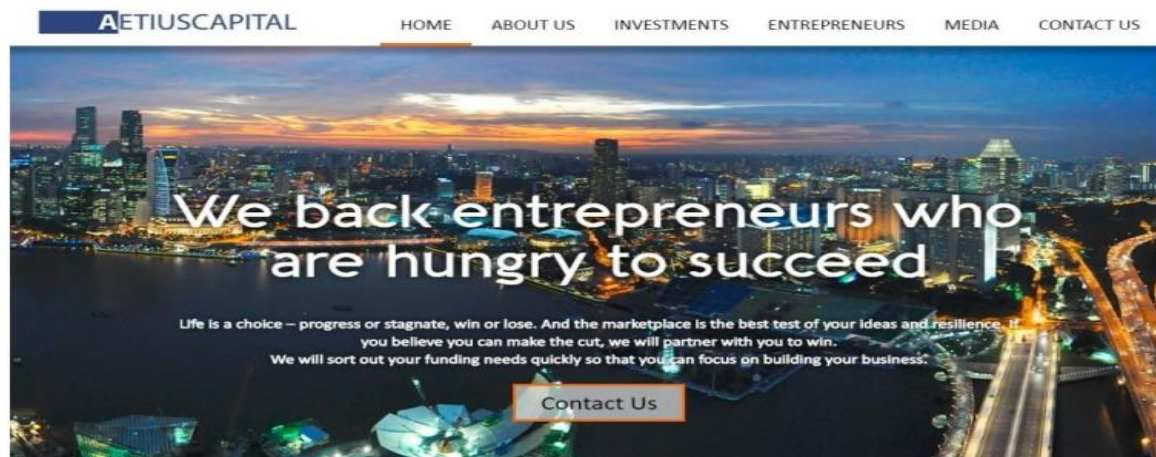 AETIUSCAPITAL
HOME ABOUT US INVESTMENTS ENTREPRENEURS MEDIA CONTACT US
We back entrepreneurs who
are hungry to succeed
Life is a choice – progress or stagnate, win or lose. And the marketplace is the best test of your ideas and resilience. If
you believe you can make the cut, we will partner with you to win.
We will sort out your funding needs quickly so that you can focus on building your business.
Contact Us